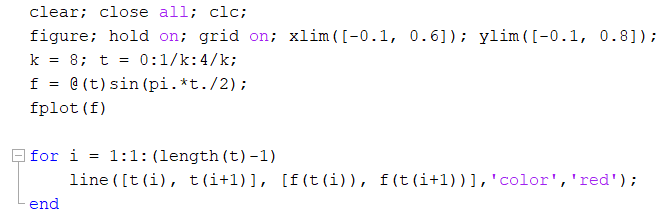 clear; close all; clc;
figure; hold on; grid on; xlim([-0.1, 0.6]); ylim([-0.1, 0.8]);
k = 8; t = 0:1/k:4/k;
f = @(t)sin(pi.*t./2);
fplot(f)
for i = 1:1:(length(t)-1)
line([t(i), t(i+1)], [f(t(i)), f(t(i+1))],'color','red');
end